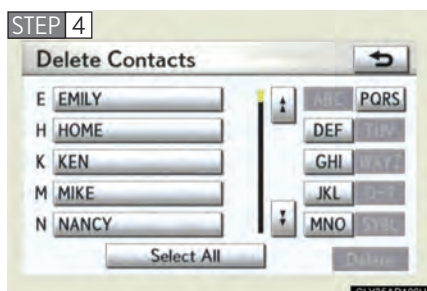 STEP 4
Delete Contacts
E EMILY ABC PQRS
H HOME DEF TUV
K KEN GHI WXYZ
M MIKE JKL 0-9
N NANCY MNO SYBL
Select All Delete